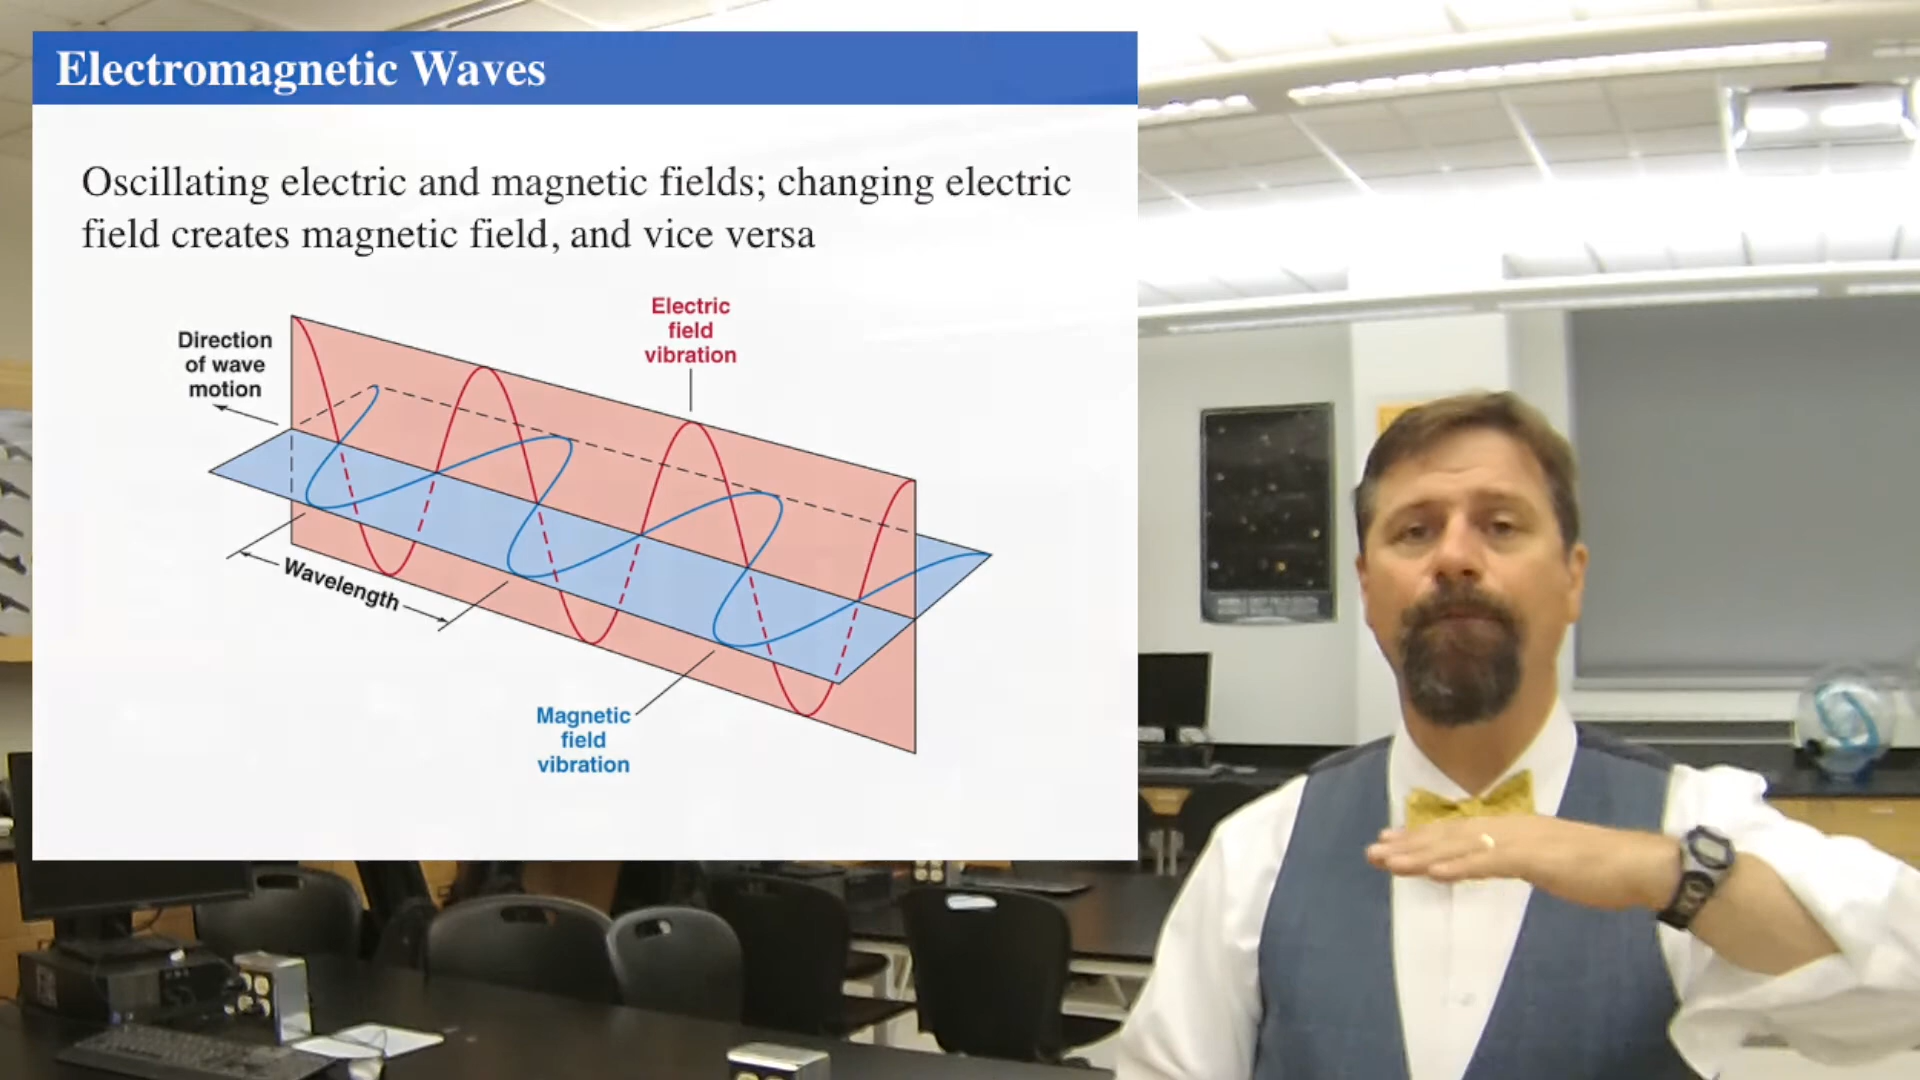 Electromagnetic Waves
Oscillating electric and magnetic fields; changing electric
field creates magnetic field, and vice versa
Electric
field
vibration
Direction
of wave
motion
Wavelength
Magnetic
field
vibration